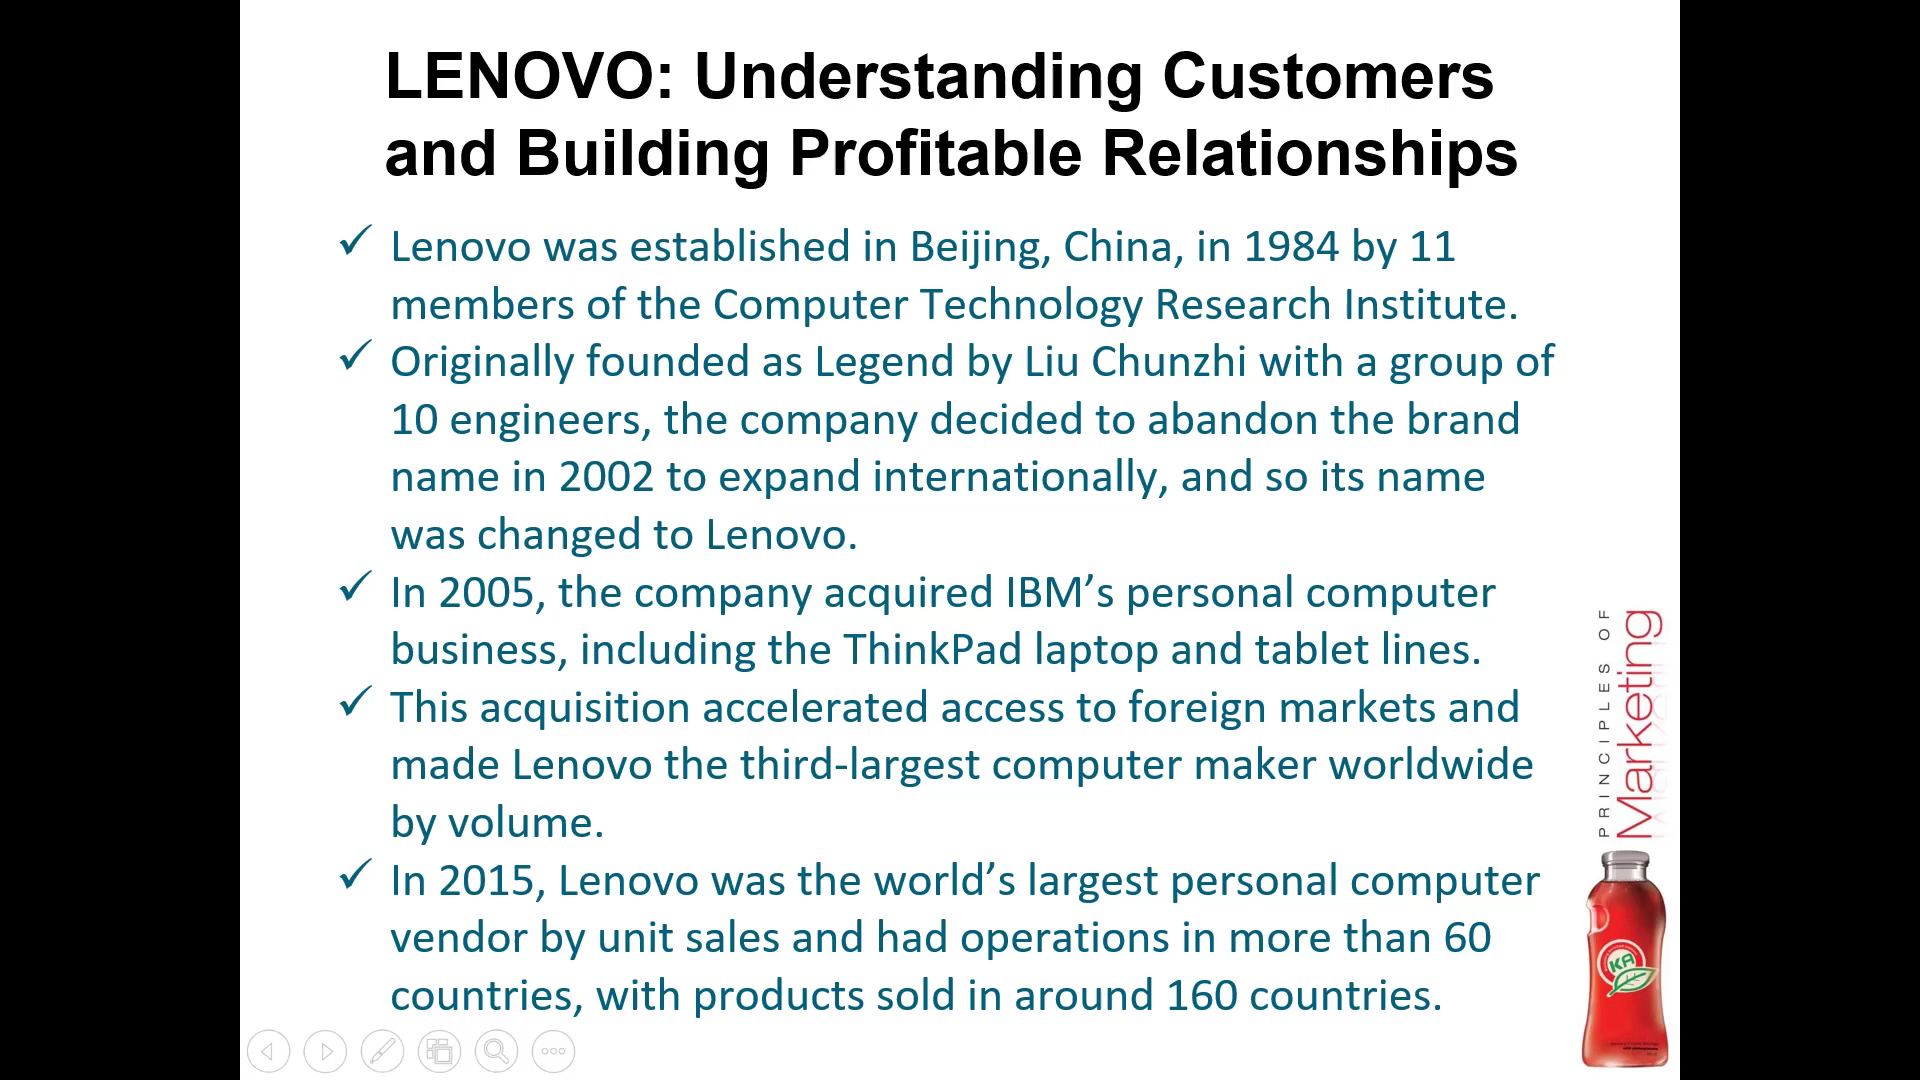 LENOVO: Understanding Customers
and Building Profitable Relationships
✓ Lenovo was established in Beijing, China, in 1984 by 11
members of the Computer Technology Research Institute.
✓ Originally founded as Legend by Liu Chunzhi with a group of
10 engineers, the company decided to abandon the brand
name in 2002 to expand internationally, and so its name
was changed to Lenovo.
✓ In 2005, the company acquired IBM’s personal computer
business, including the ThinkPad laptop and tablet lines.
✓ This acquisition accelerated access to foreign markets and
made Lenovo the third-largest computer maker worldwide
by volume.
✓ In 2015, Lenovo was the world’s largest personal computer
vendor by unit sales and had operations in more than 60
countries, with products sold in around 160 countries.
PRINCIPLES OF
Marketing
KA